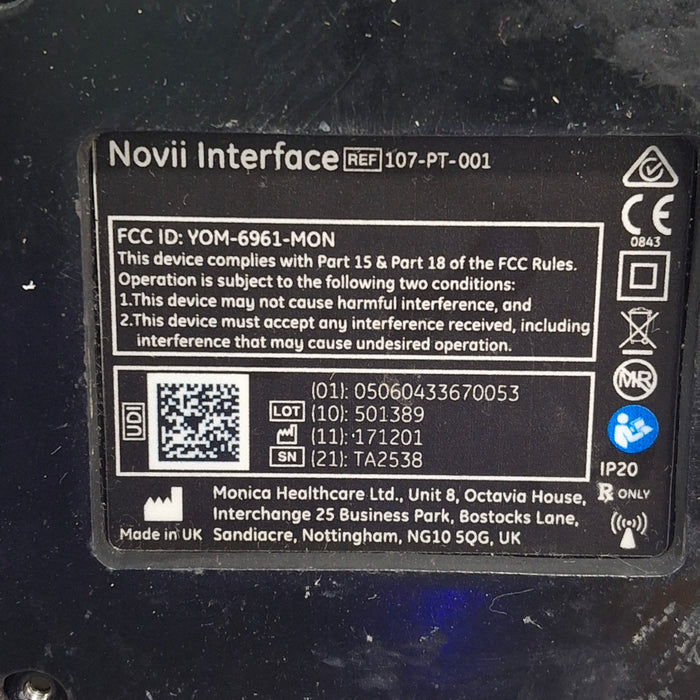 Novii Interface REF 107-PT-001
FCC ID: YOM-6961-MON
This device complies with Part 15 & Part 18 of the FCC Rules.
Operation is subject to the following two conditions:
1.This device may not cause harmful interference, and
2.This device must accept any interference received, including
interference that may cause undesired operation.
CE
0843
MR
UDI
(01): 05060433670053
LOT (10): 501389
(11): 171201
SN (21): TA2538
IP20
Rx ONLY
Made in UK
Monica Healthcare Ltd., Unit 8, Octavia House,
Interchange 25 Business Park, Bostocks Lane,
Sandiacre, Nottingham, NG10 5QG, UK